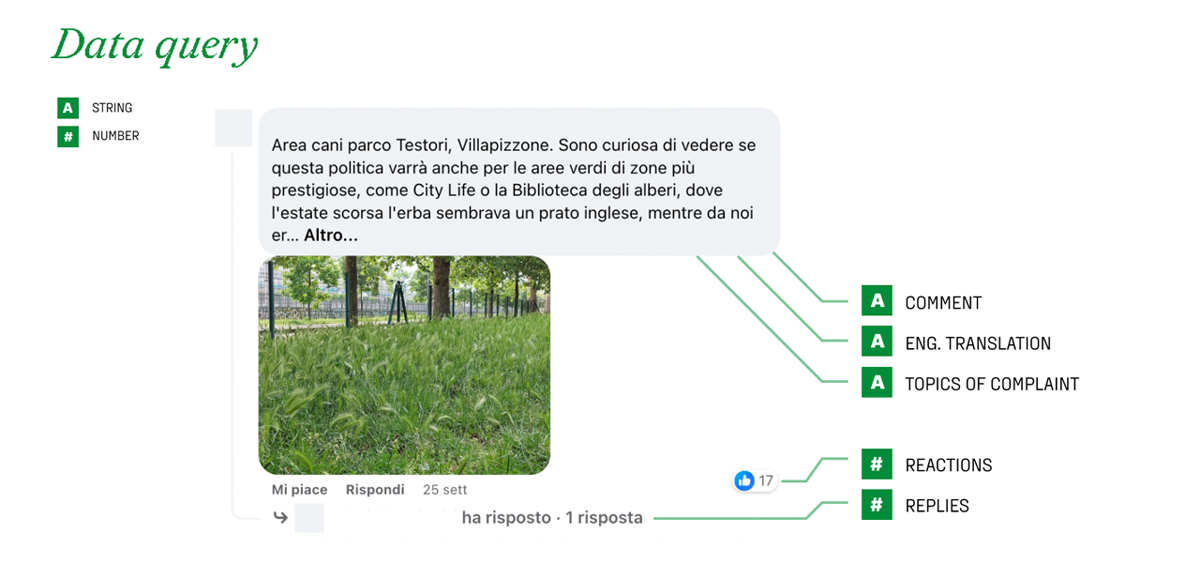 Data query
A STRING
# NUMBER
Area cani parco Testori, Villapizzone. Sono curiosa di vedere se
questa politica varrà anche per le aree verdi di zone più
prestigiose, come City Life o la Biblioteca degli alberi, dove
l'estate scorsa l'erba sembrava un prato inglese, mentre da noi
er... Altro...
A COMMENT
A ENG. TRANSLATION
A TOPICS OF COMPLAINT
# REACTIONS
17
Mi piace Rispondi 25 sett
# REPLIES
ha risposto · 1 risposta